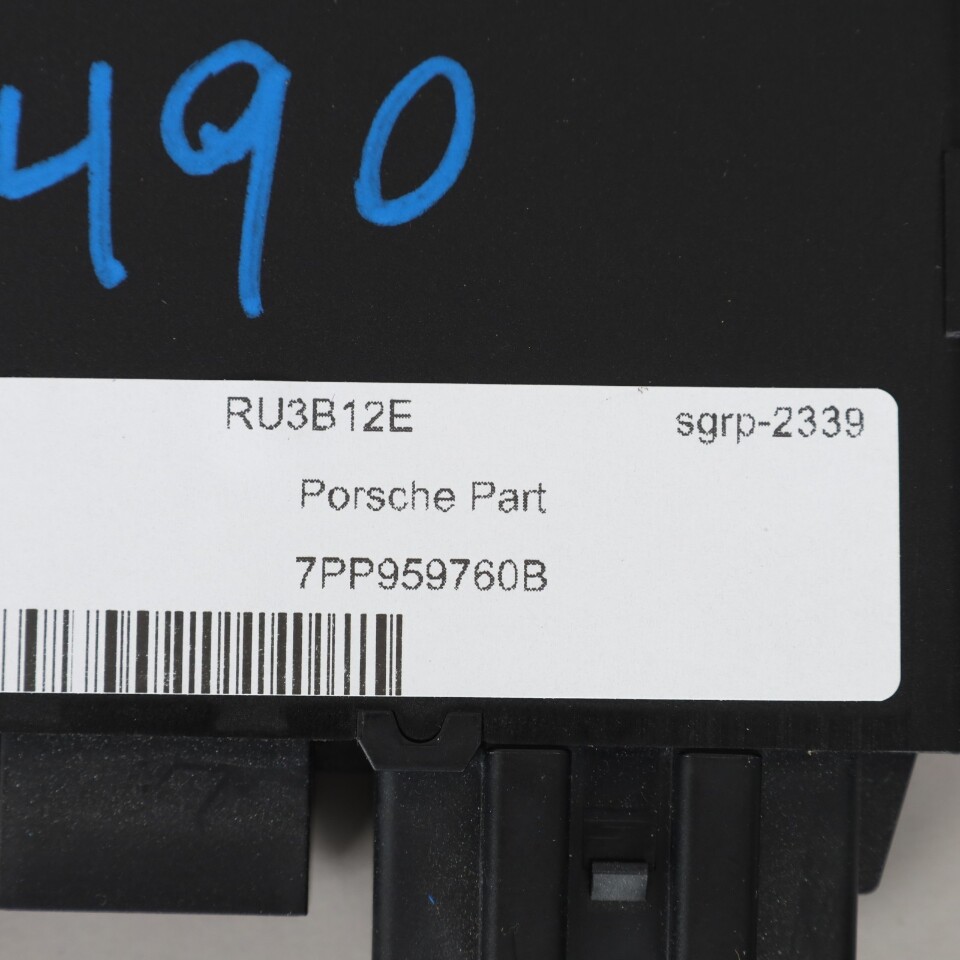 490
RU3B12E sgrp-2339
Porsche Part
7PP959760B